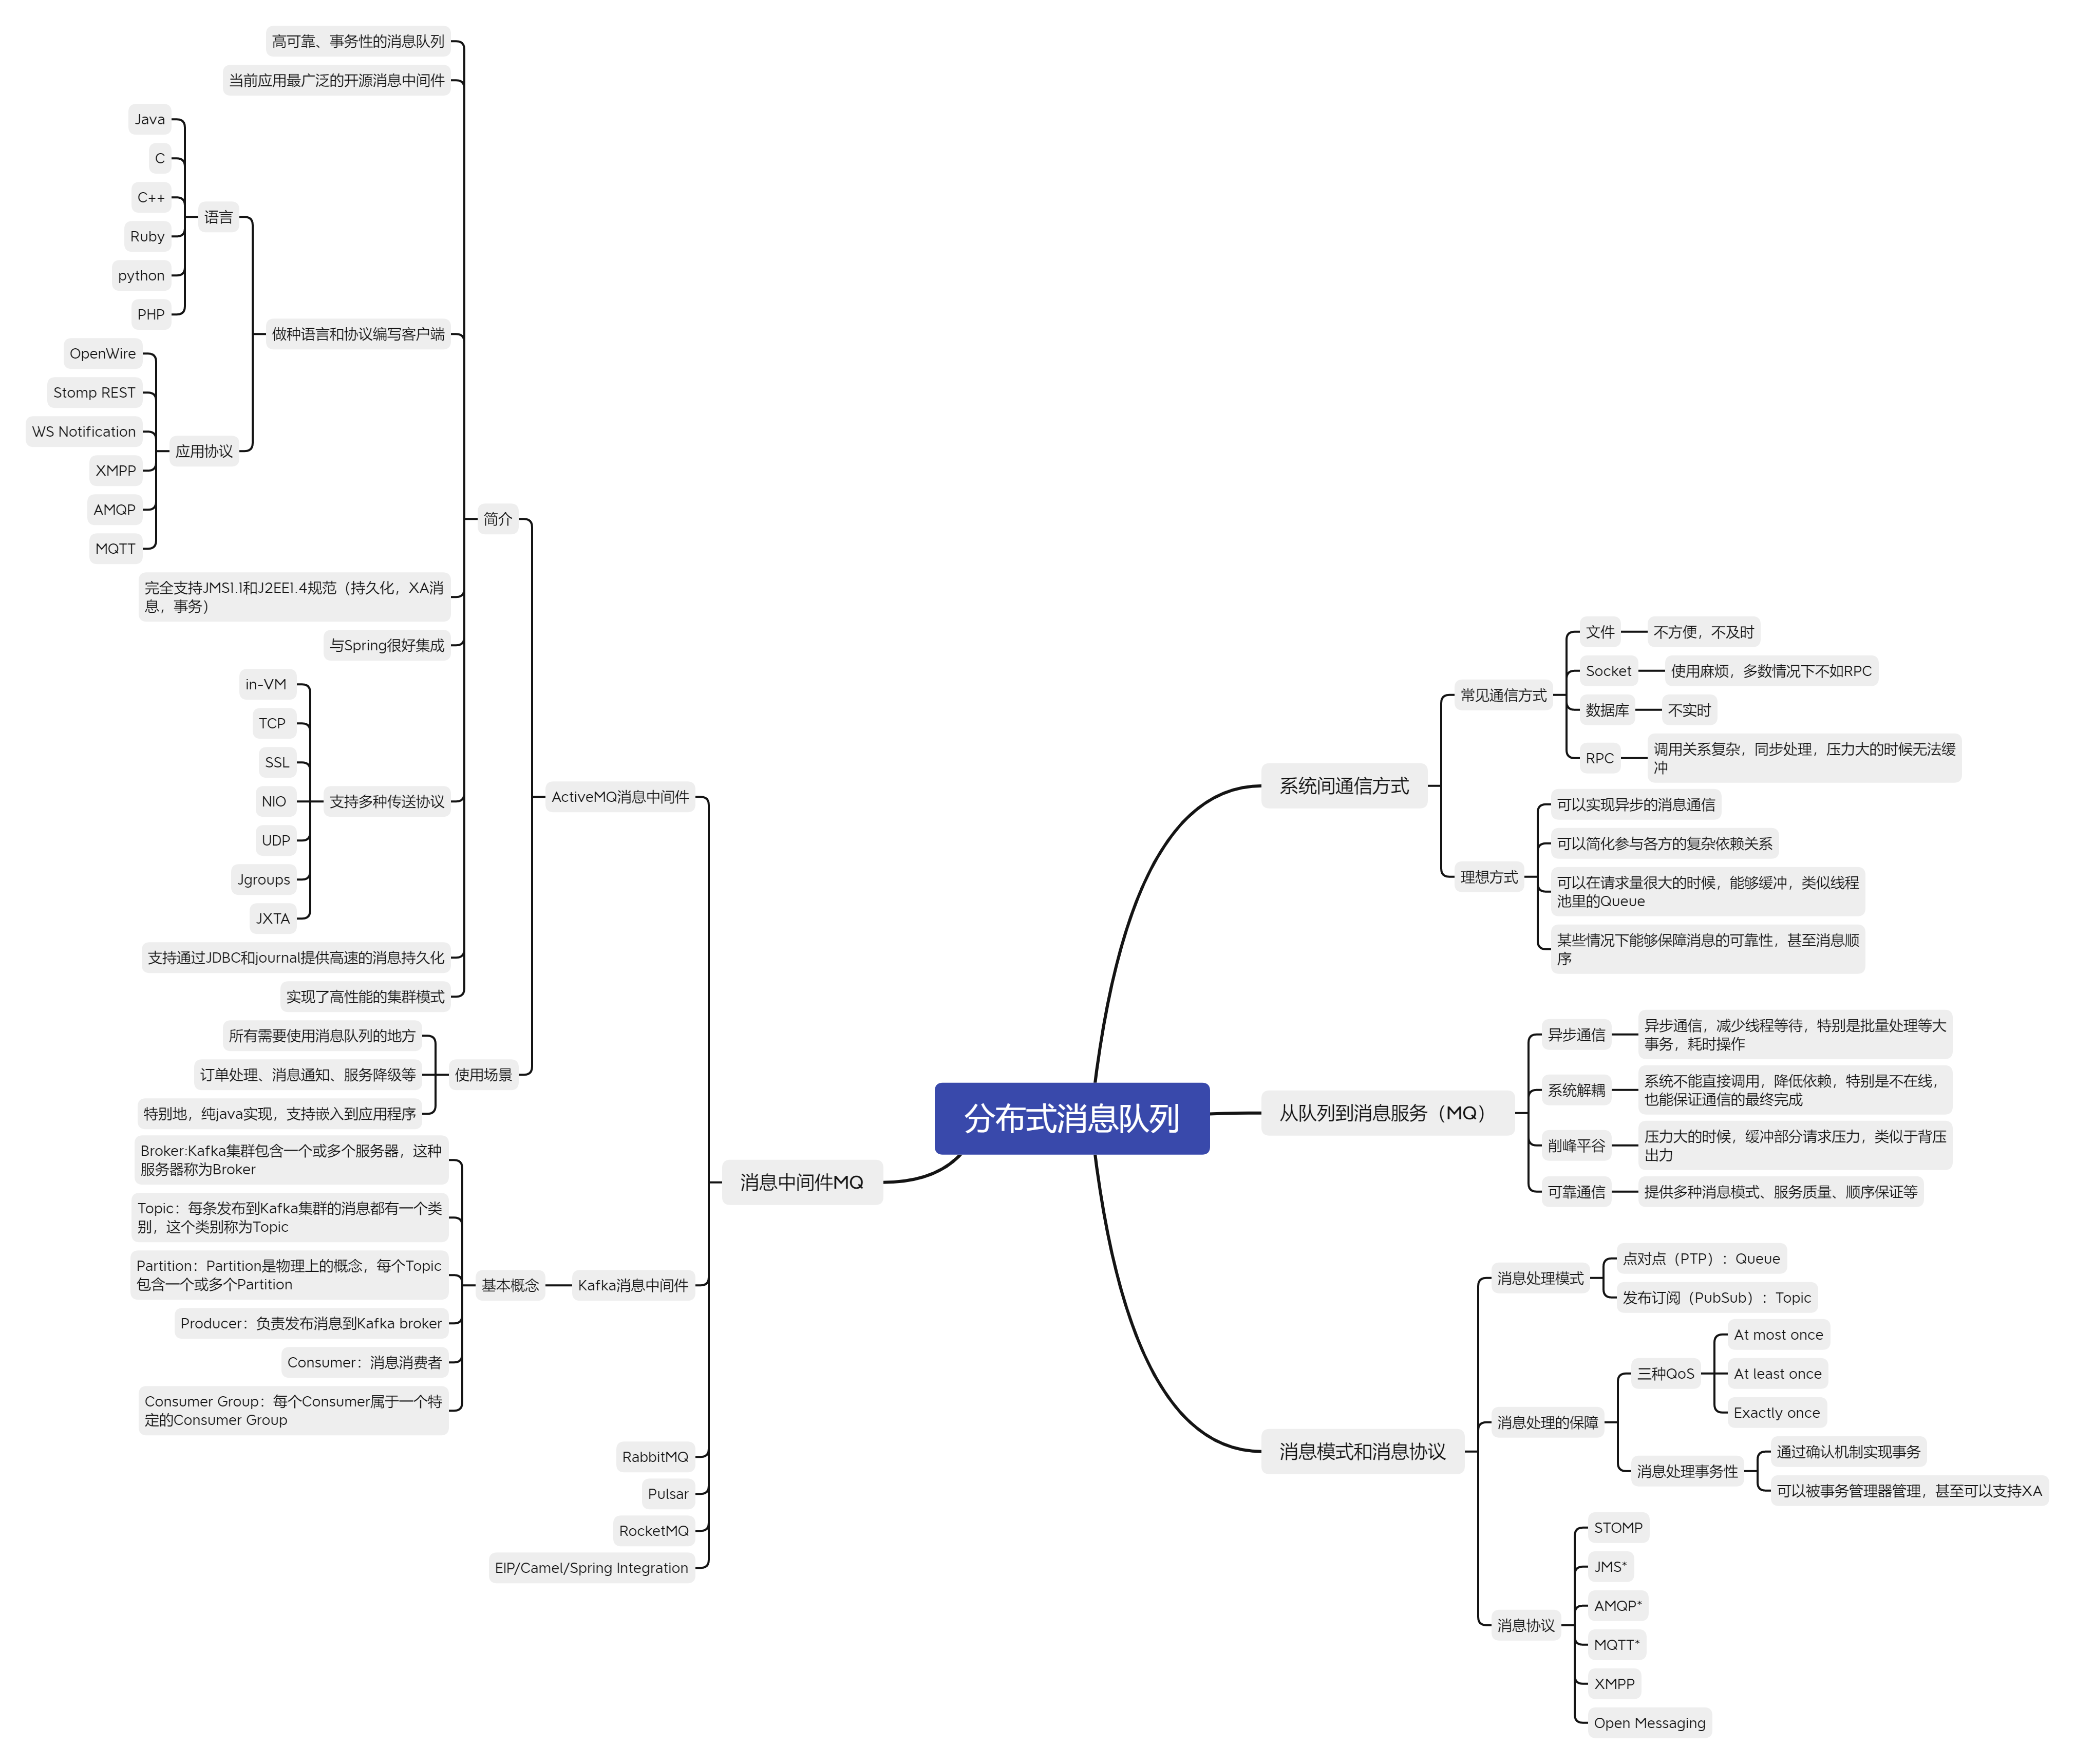 分布式消息队列
系统间通信方式
常见通信方式
文件
不方便，不及时
Socket
使用麻烦，多数情况下不如RPC
数据库
不实时
RPC
调用关系复杂，同步处理，压力大的时候无法缓
冲
理想方式
可以实现异步的消息通信
可以简化参与各方的复杂依赖关系
可以在请求量很大的时候，能够缓冲，类似线程
池里的Queue
某些情况下能够保障消息的可靠性，甚至消息顺
序
从队列到消息服务（MQ）
异步通信
异步通信，减少线程等待，特别是批量处理等大
事务，耗时操作
系统解耦
系统不能直接调用，降低依赖，特别是不在线，
也能保证通信的最终完成
削峰平谷
压力大的时候，缓冲部分请求压力，类似于背压
出力
可靠通信
提供多种消息模式、服务质量、顺序保证等
消息模式和消息协议
消息处理模式
点对点（PTP）：Queue
发布订阅（PubSub）：Topic
消息处理的保障
三种QoS
At most once
At least once
Exactly once
消息处理事务性
通过确认机制实现事务
可以被事务管理器管理，甚至可以支持XA
消息协议
STOMP
JMS*
AMQP*
MQTT*
XMPP
Open Messaging
消息中间件MQ
ActiveMQ消息中间件
简介
高可靠、事务性的消息队列
当前应用最广泛的开源消息中间件
做种语言和协议编写客户端
语言
Java
C
C++
Ruby
python
PHP
应用协议
OpenWire
Stomp REST
WS Notification
XMPP
AMQP
MQTT
完全支持JMS1.1和J2EE1.4规范（持久化，XA消
息，事务）
与Spring很好集成
支持多种传送协议
in-VM
TCP
SSL
NIO
UDP
Jgroups
JXTA
支持通过JDBC和journal提供高速的消息持久化
实现了高性能的集群模式
使用场景
所有需要使用消息队列的地方
订单处理、消息通知、服务降级等
特别地，纯java实现，支持嵌入到应用程序
Kafka消息中间件
基本概念
Broker:Kafka集群包含一个或多个服务器，这种
服务器称为Broker
Topic：每条发布到Kafka集群的消息都有一个类
别，这个类别称为Topic
Partition：Partition是物理上的概念，每个Topic
包含一个或多个Partition
Producer：负责发布消息到Kafka broker
Consumer：消息消费者
Consumer Group：每个Consumer属于一个特
定的Consumer Group
RabbitMQ
Pulsar
RocketMQ
EIP/Camel/Spring Integration